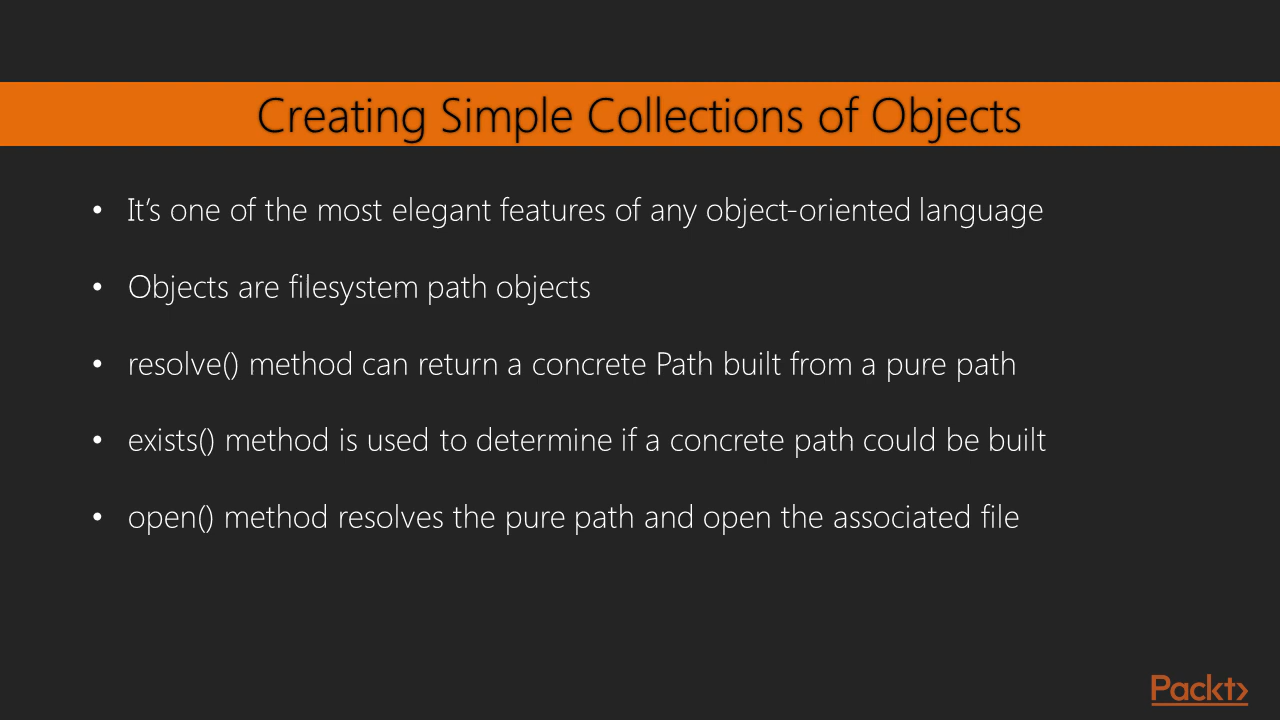 Creating Simple Collections of Objects
• It's one of the most elegant features of any object-oriented language
• Objects are filesystem path objects
• resolve() method can return a concrete Path built from a pure path
• exists() method is used to determine if a concrete path could be built
• open() method resolves the pure path and open the associated file
Packt>